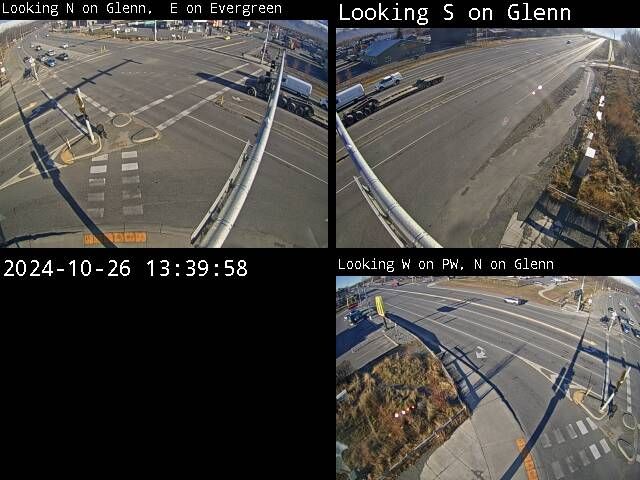 Looking N on Glenn,  E on Evergreen
Looking S on Glenn
2024-10-26 13:39:58
Looking W on PW, N on Glenn